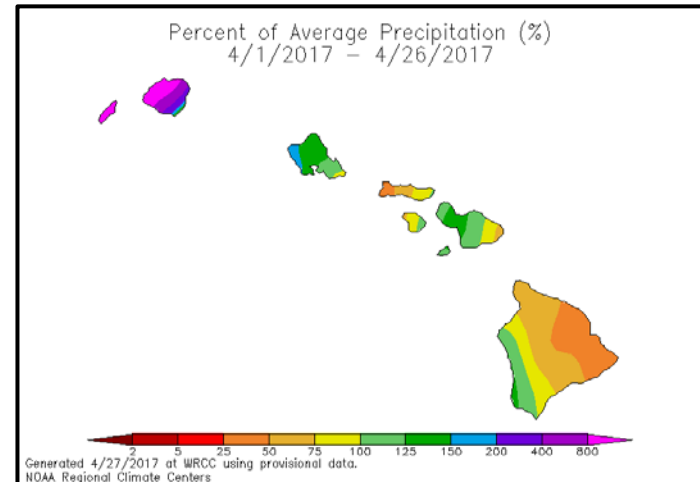 Percent of Average Precipitation (%)
4/1/2017 – 4/26/2017
2 5 25 50 75 100 125 150 200 400 800
Generated 4/27/2017 at WRCC using provisional data.
NOAA Regional Climate Centers